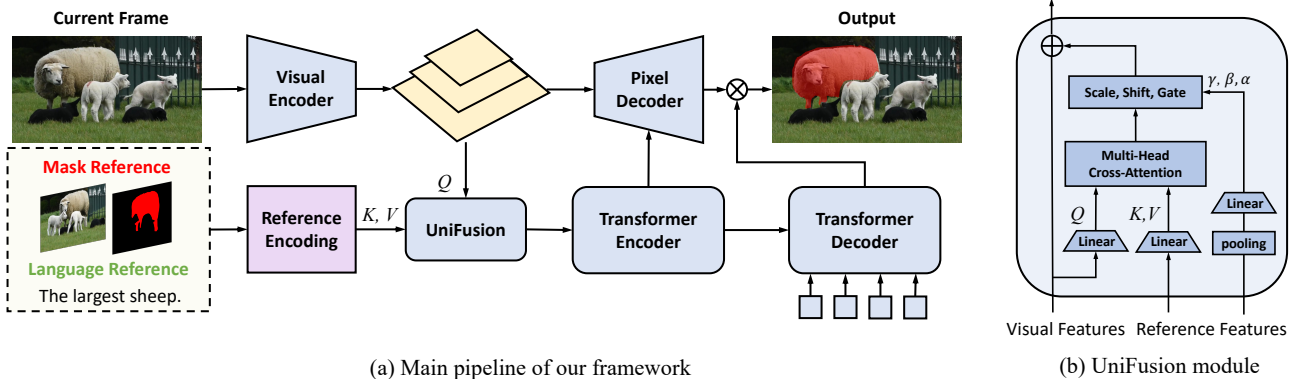 Current Frame
Visual
Encoder
Pixel
Decoder
Output
Mask Reference
Language Reference
The largest sheep.
Reference
Encoding
K, V
Q
UniFusion
Transformer
Encoder
Transformer
Decoder
(a) Main pipeline of our framework
γ, β, α
Scale, Shift, Gate
Multi-Head
Cross-Attention
Q
K,V
Linear
Linear
Linear
pooling
Visual Features
Reference Features
(b) UniFusion module